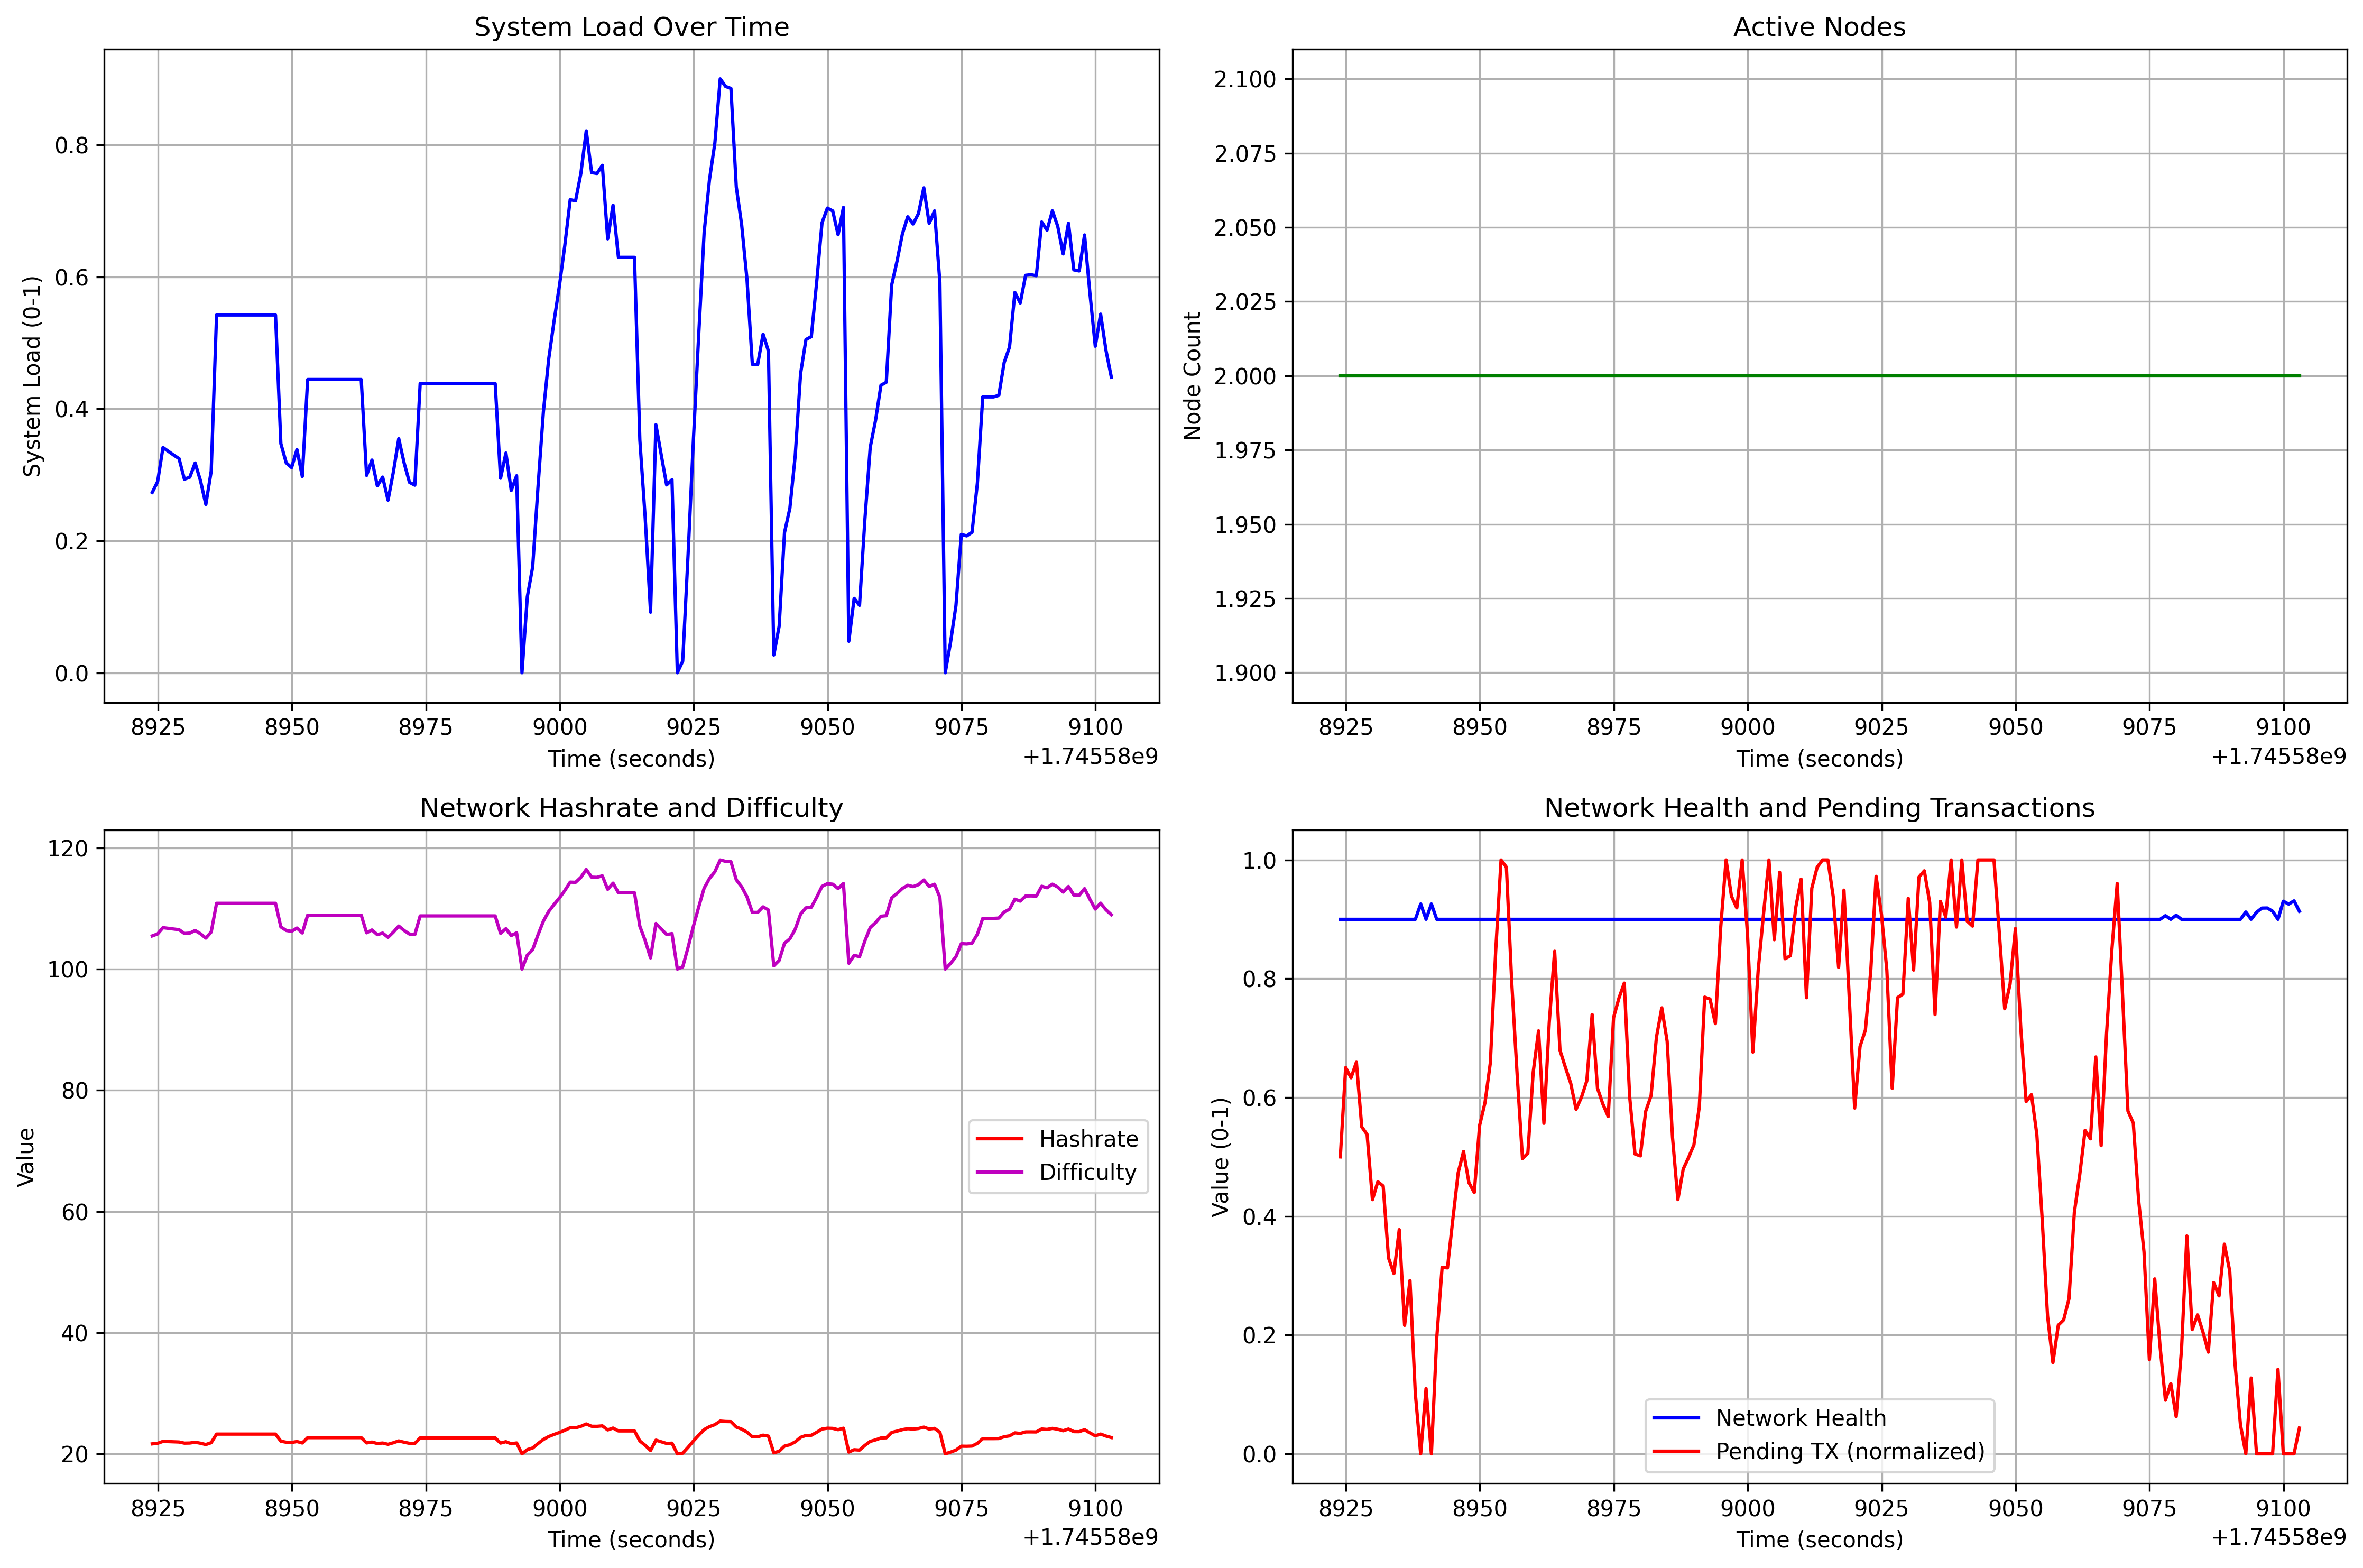 System Load Over Time
System Load (0-1)
0.8
0.6
0.4
0.2
0.0
8925 8950 8975 9000 9025 9050 9075 9100
Time (seconds)
+1.74558e9
Active Nodes
Node Count
2.100
2.075
2.050
2.025
2.000
1.975
1.950
1.925
1.900
8925 8950 8975 9000 9025 9050 9075 9100
Time (seconds)
+1.74558e9
Network Hashrate and Difficulty
Value
120
100
80
60
40
20
Hashrate
Difficulty
8925 8950 8975 9000 9025 9050 9075 9100
Time (seconds)
+1.74558e9
Network Health and Pending Transactions
Value (0-1)
1.0
0.8
0.6
0.4
0.2
0.0
Network Health
Pending TX (normalized)
8925 8950 8975 9000 9025 9050 9075 9100
Time (seconds)
+1.74558e9